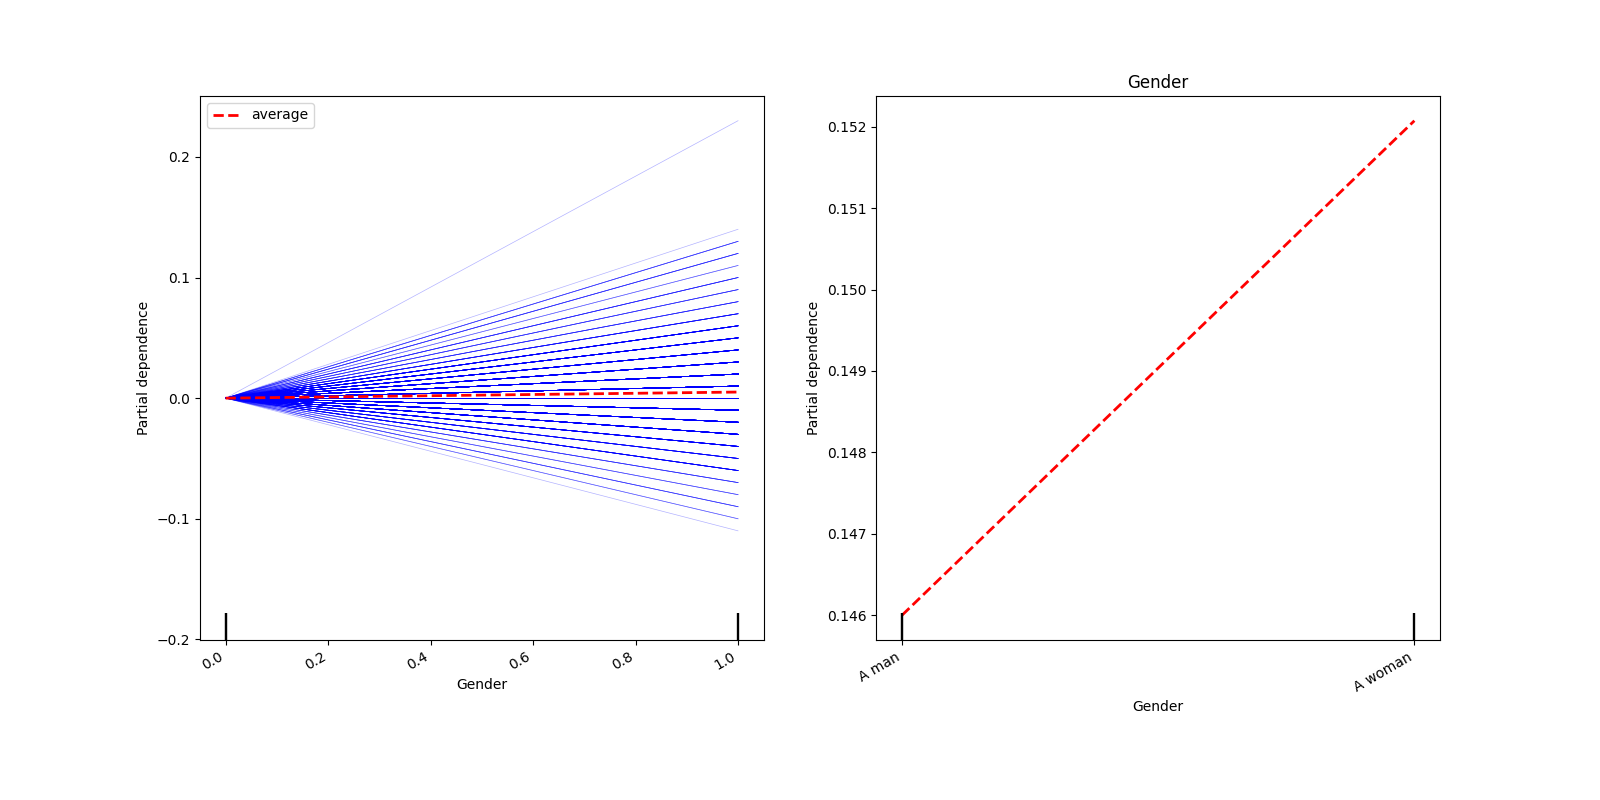 average
0.2
0.1
0.0
−0.1
−0.2
Partial dependence
0.0
0.2
0.4
0.6
0.8
1.0
Gender
Gender
0.152
0.151
0.150
0.149
0.148
0.147
0.146
Partial dependence
A man
A woman
Gender